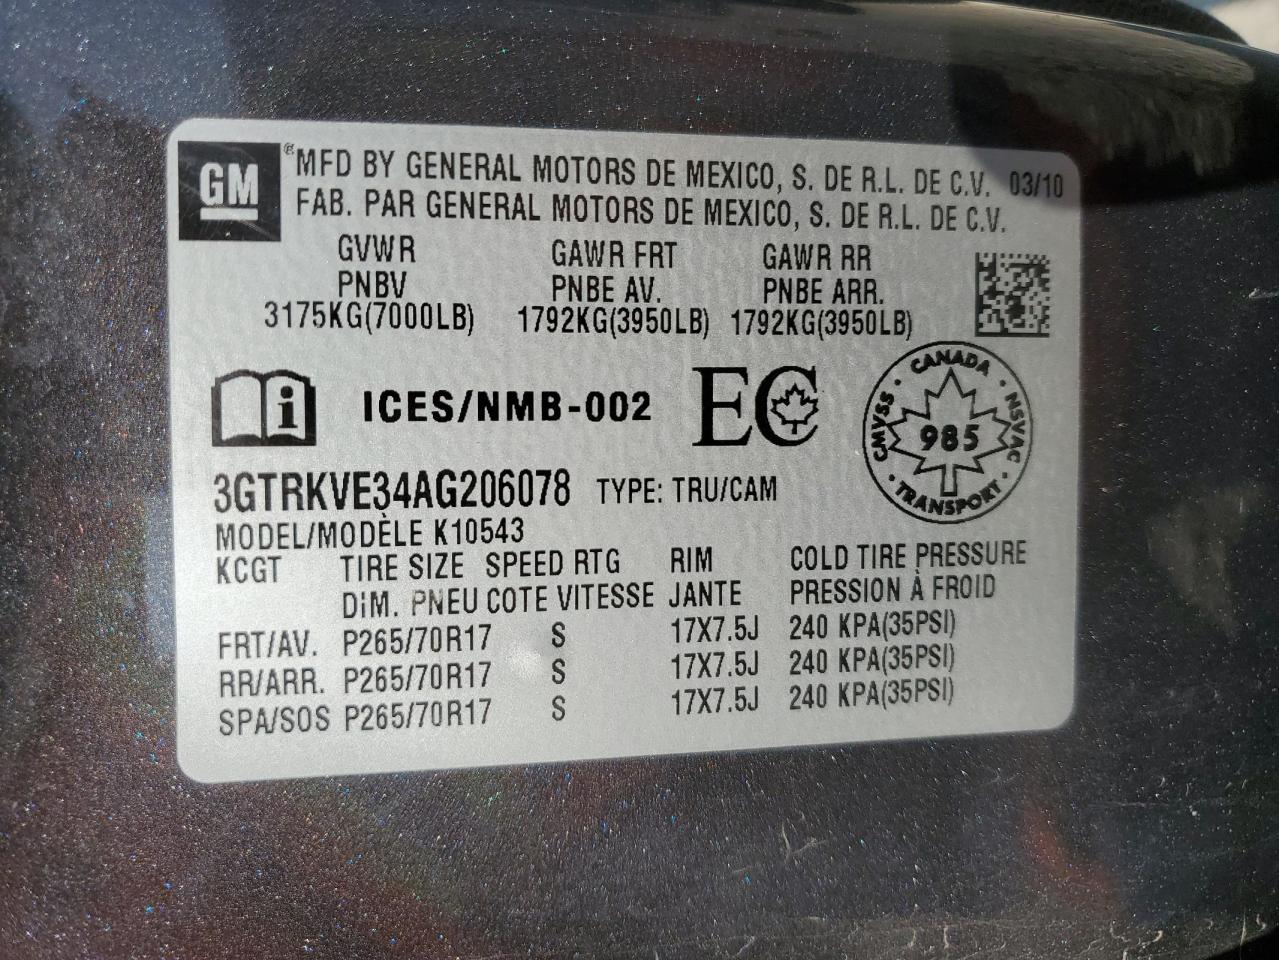 GM ® MFD BY GENERAL MOTORS DE MEXICO, S. DE R.L. DE C.V. 03/10
FAB. PAR GENERAL MOTORS DE MEXICO, S. DE R.L. DE C.V.
GVWR GAWR FRT GAWR RR
PNBV PNBE AV. PNBE ARR.
3175KG(7000LB) 1792KG(3950LB) 1792KG(3950LB)
i ICES/NMB-002 EC
CANADA
CMVSS 985 NSVAC
TRANSPORT
3GTRKVE34AG206078 TYPE: TRU/CAM
MODEL/MODÈLE K10543
KCGT TIRE SIZE SPEED RTG RIM COLD TIRE PRESSURE
DIM. PNEU COTE VITESSE JANTE PRESSION À FROID
FRT/AV. P265/70R17 S 17X7.5J 240 KPA(35PSI)
RR/ARR. P265/70R17 S 17X7.5J 240 KPA(35PSI)
SPA/SOS P265/70R17 S 17X7.5J 240 KPA(35PSI)